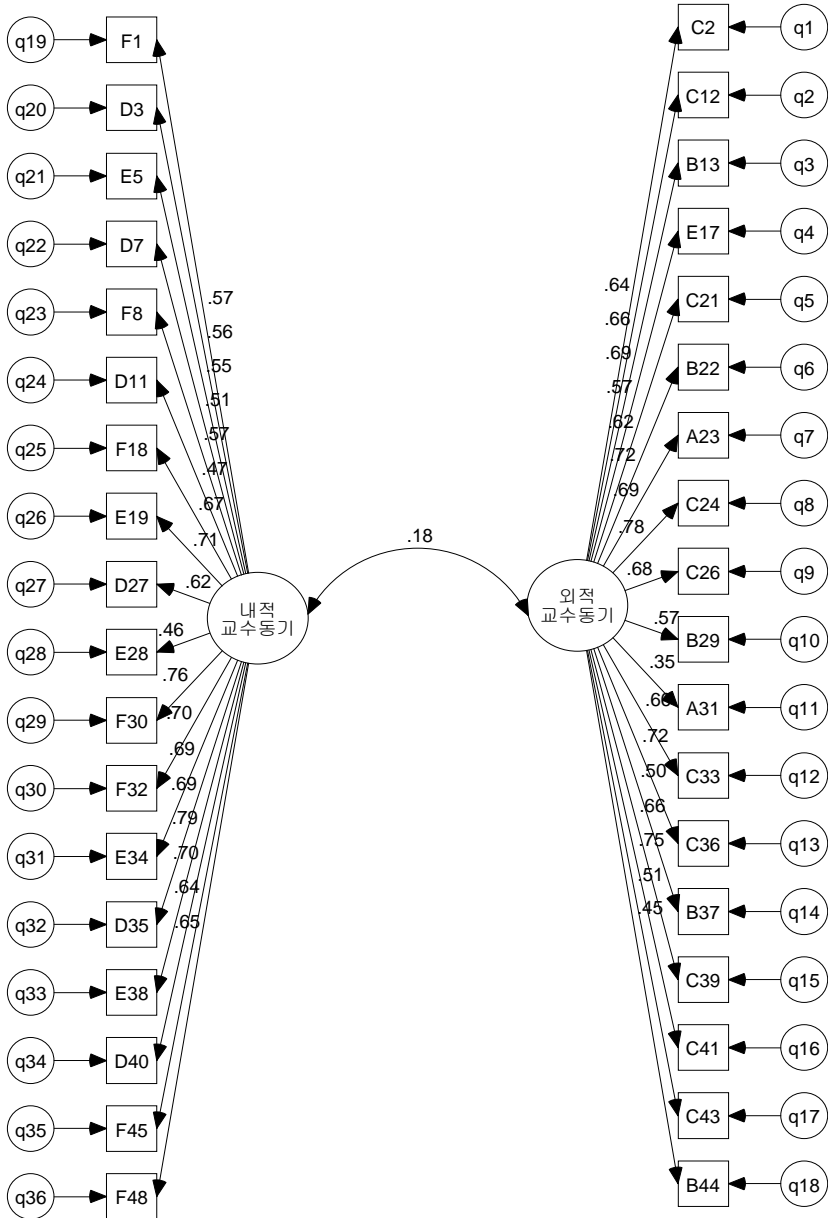 q19
F1
q20
D3
q21
E5
q22
D7
q23
F8
q24
D11
q25
F18
q26
E19
q27
D27
q28
E28
q29
F30
q30
F32
q31
E34
q32
D35
q33
E38
q34
D40
q35
F45
q36
F48
.57
.56
.55
.51
.57
.47
.67
.71
.62
.46
.76
.70
.69
.69
.79
.70
.64
.65
내적
교수동기
.18
외적
교수동기
.64
.66
.69
.57
.62
.72
.69
.78
.68
.57
.35
.66
.72
.50
.66
.75
.51
.45
C2
q1
C12
q2
B13
q3
E17
q4
C21
q5
B22
q6
A23
q7
C24
q8
C26
q9
B29
q10
A31
q11
C33
q12
C36
q13
B37
q14
C39
q15
C41
q16
C43
q17
B44
q18